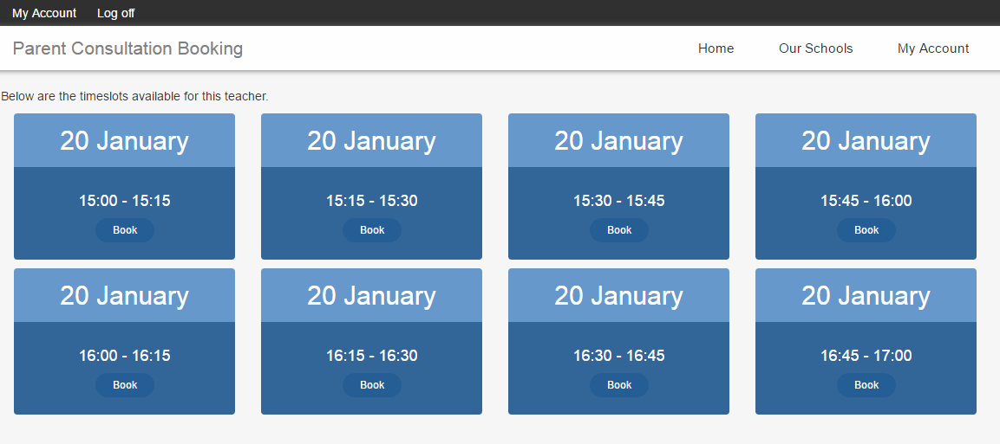 My Account Log off
Parent Consultation Booking Home Our Schools My Account
Below are the timeslots available for this teacher.
20 January 20 January 20 January 20 January
15:00 - 15:15 15:15 - 15:30 15:30 - 15:45 15:45 - 16:00
Book Book Book Book
20 January 20 January 20 January 20 January
16:00 - 16:15 16:15 - 16:30 16:30 - 16:45 16:45 - 17:00
Book Book Book Book